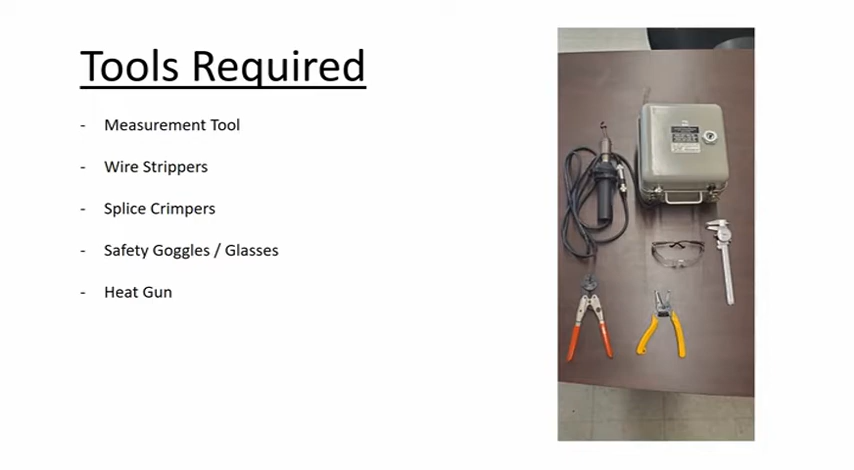 Tools Required
- Measurement Tool
- Wire Strippers
- Splice Crimpers
- Safety Goggles / Glasses
- Heat Gun